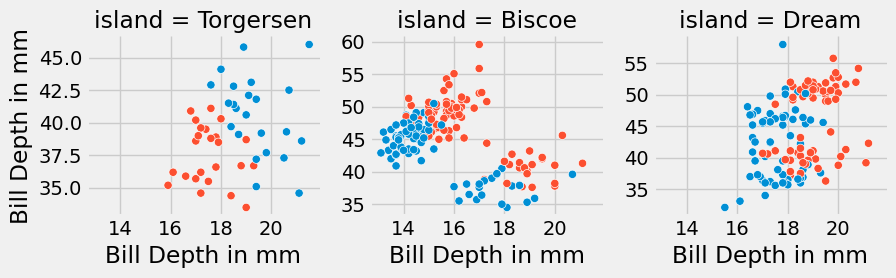 island = Torgersen
island = Biscoe
island = Dream
Bill Depth in mm
45.0
42.5
40.0
37.5
35.0
60
55
50
45
40
35
55
50
45
40
35
14 16 18 20
14 16 18 20
14 16 18 20
Bill Depth in mm
Bill Depth in mm
Bill Depth in mm